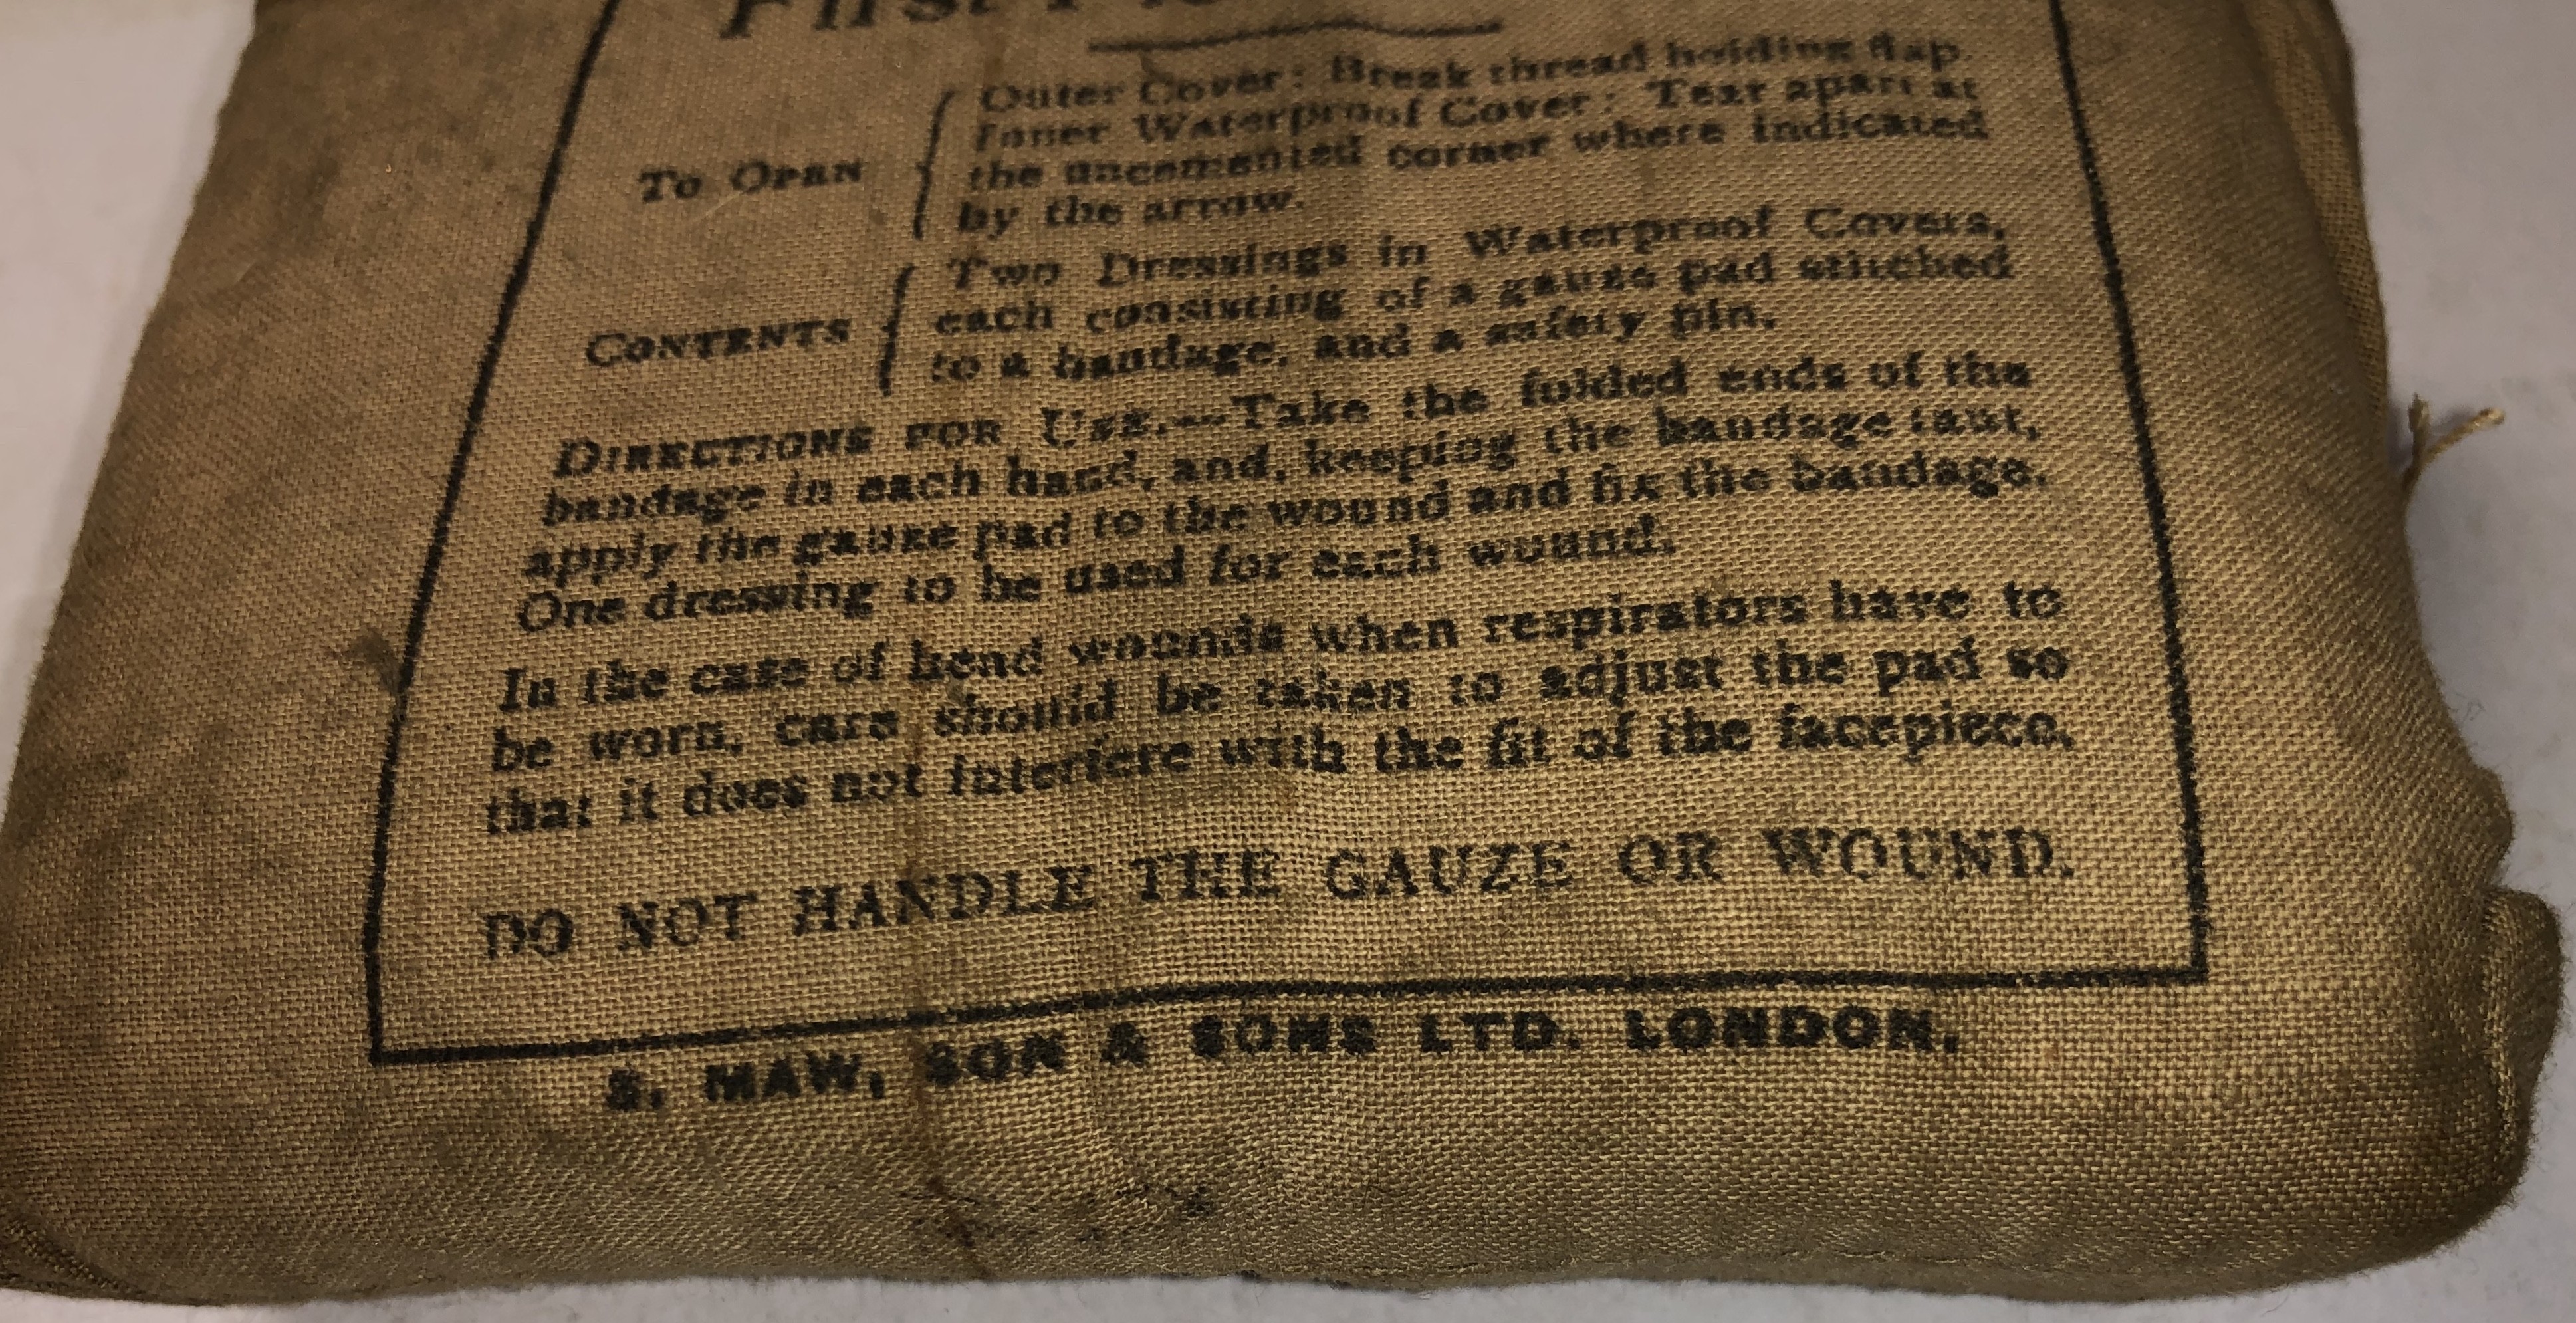 First
Outer Cover: Break thread holding flap.
Inner Waterproof Cover: Tear apart at
To Open { the uncemented corner where indicated
by the arrow.
Two Dressings in Waterproof Covers,
Contents { each consisting of a gauze pad stitched
to a bandage, and a safety pin.
Directions for Use.—Take the folded ends of the
bandage in each hand, and, keeping the bandage taut,
apply the gauze pad to the wound and fix the bandage.
One dressing to be used for each wound.
In the case of head wounds when respirators have to
be worn, care should be taken to adjust the pad so
that it does not interfere with the fit of the facepiece.
DO NOT HANDLE THE GAUZE OR WOUND.
S. MAW, SON & SONS LTD. LONDON.